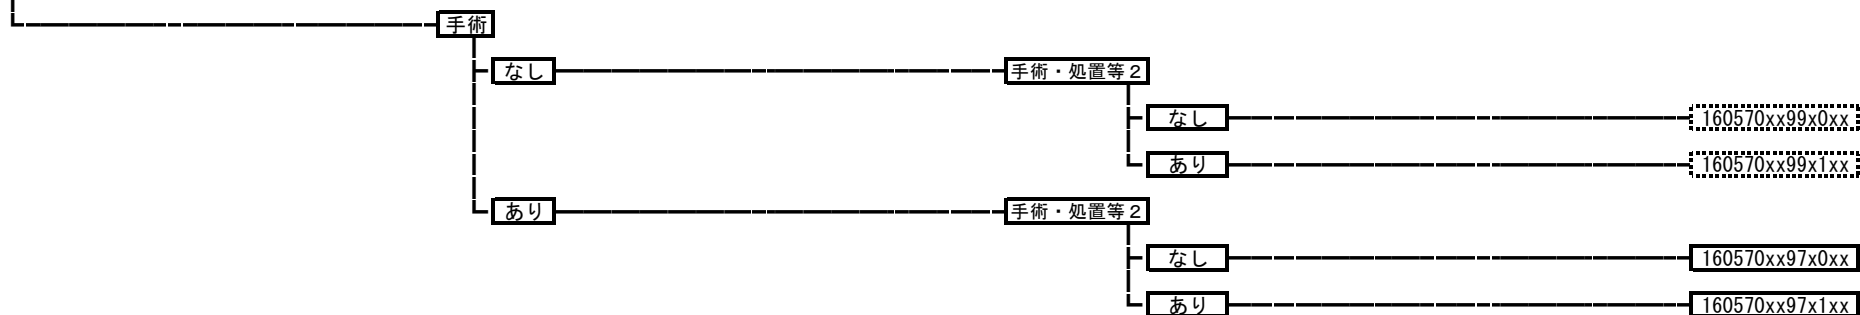 手術
なし 手術・処置等２
なし 160570xx99x0xx
あり 160570xx99x1xx
あり 手術・処置等２
なし 160570xx97x0xx
あり 160570xx97x1xx